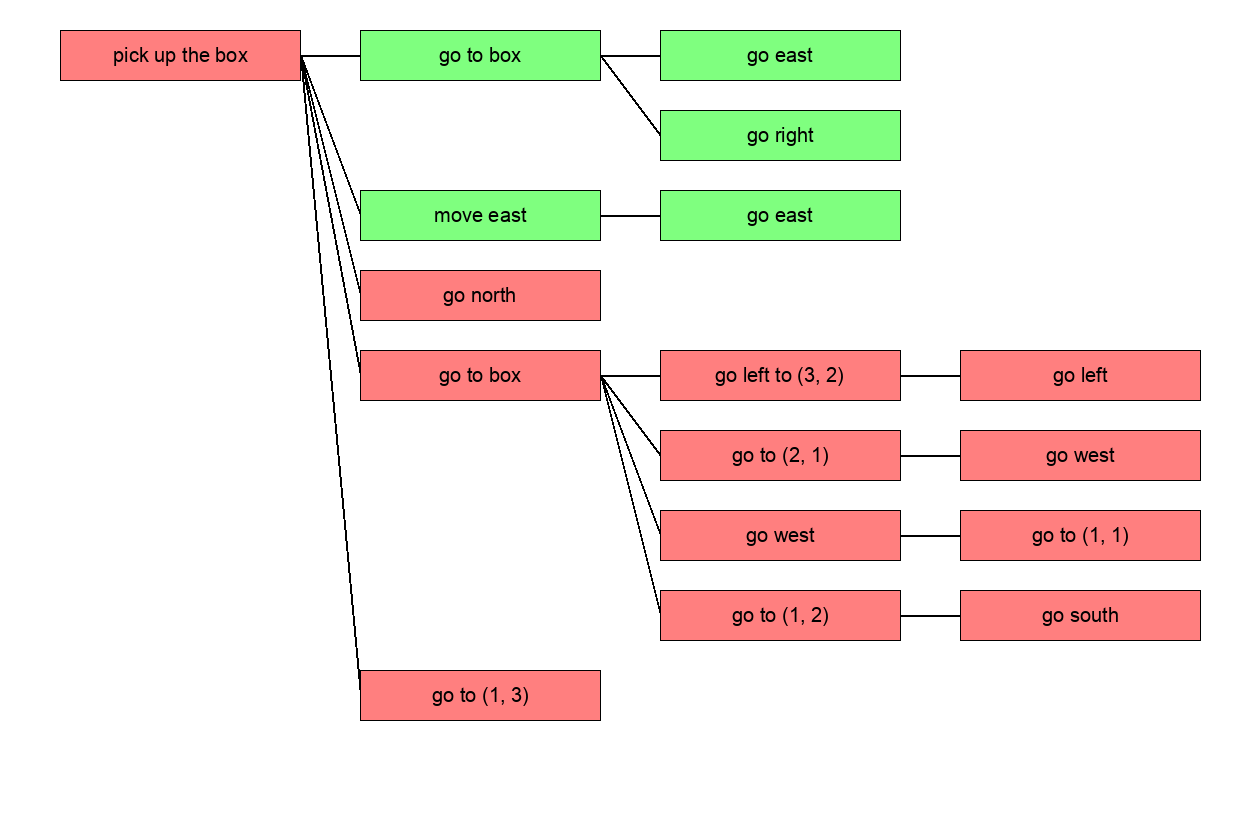 pick up the box
go to box
go east
go right
move east
go east
go north
go to box
go left to (3, 2)
go left
go to (2, 1)
go west
go west
go to (1, 1)
go to (1, 2)
go south
go to (1, 3)